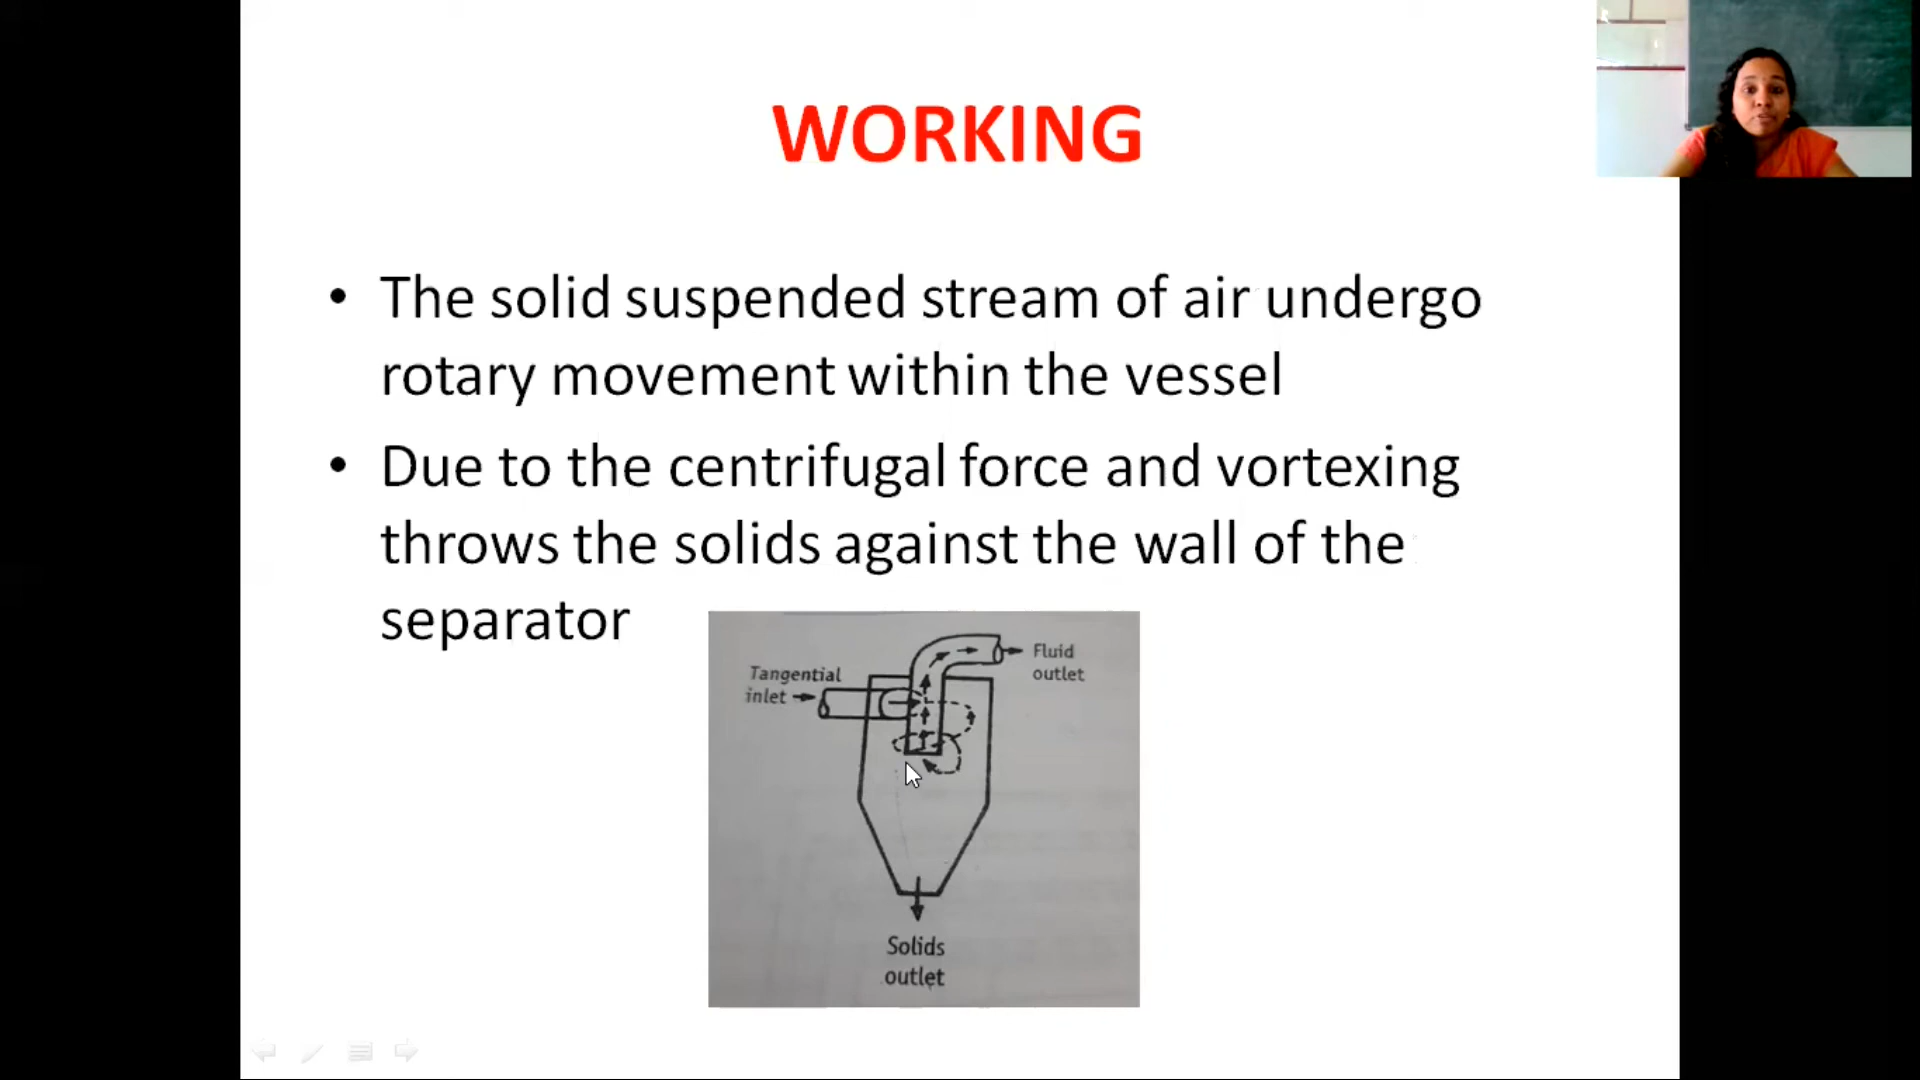 WORKING
• The solid suspended stream of air undergo
rotary movement within the vessel
• Due to the centrifugal force and vortexing
throws the solids against the wall of the
separator
Tangential
inlet
Fluid
outlet
Solids
outlet